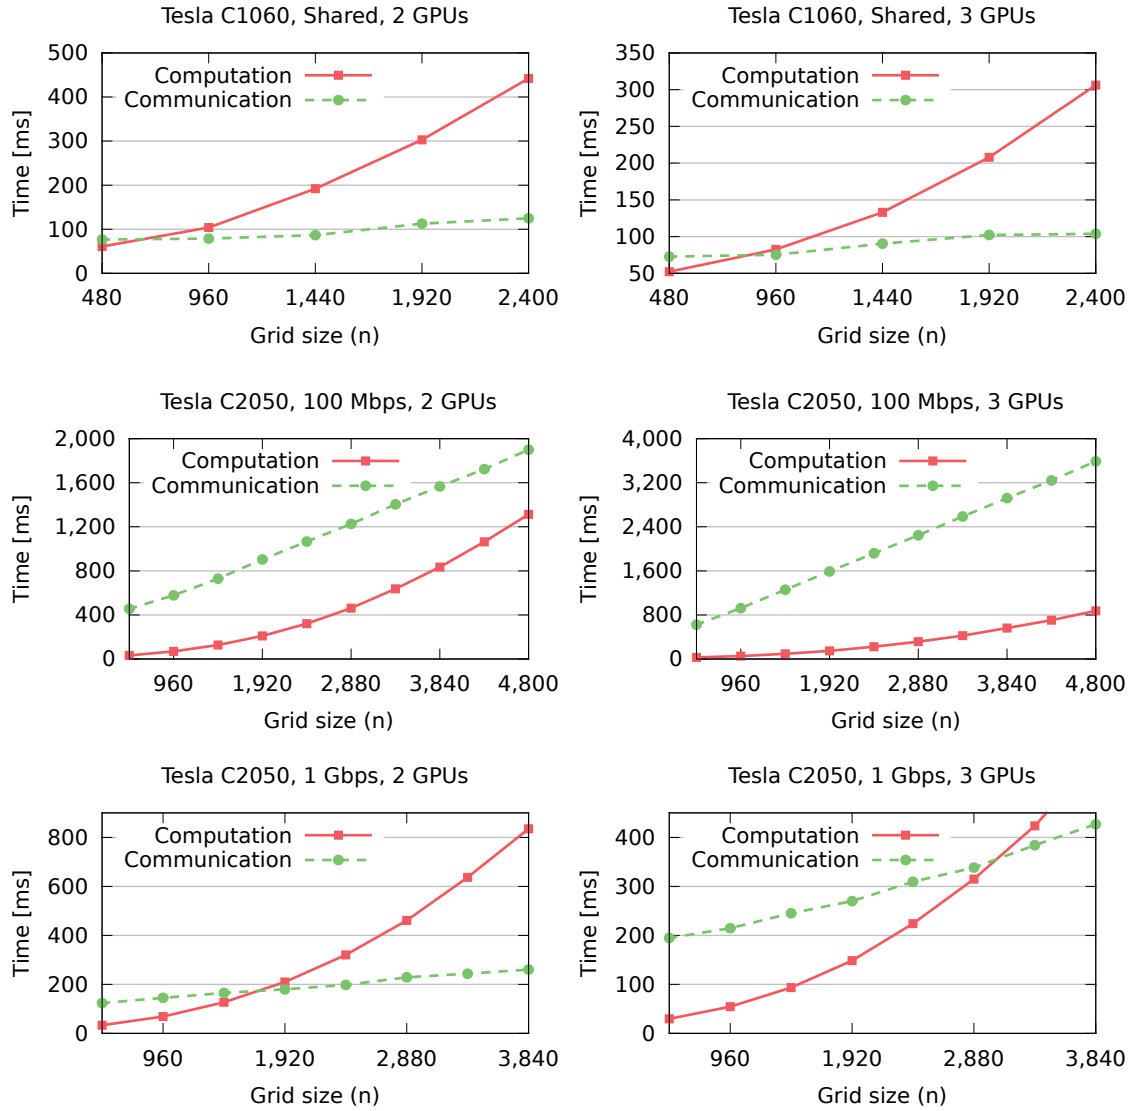 Tesla C1060, Shared, 2 GPUs
500
400
300
200
100
0
Time [ms]
Computation
Communication
480 960 1,440 1,920 2,400
Grid size (n)
Tesla C1060, Shared, 3 GPUs
350
300
250
200
150
100
50
Time [ms]
Computation
Communication
480 960 1,440 1,920 2,400
Grid size (n)
Tesla C2050, 100 Mbps, 2 GPUs
2,000
1,600
1,200
800
400
0
Time [ms]
Computation
Communication
960 1,920 2,880 3,840 4,800
Grid size (n)
Tesla C2050, 100 Mbps, 3 GPUs
4,000
3,200
2,400
1,600
800
0
Time [ms]
Computation
Communication
960 1,920 2,880 3,840 4,800
Grid size (n)
Tesla C2050, 1 Gbps, 2 GPUs
800
600
400
200
0
Time [ms]
Computation
Communication
960 1,920 2,880 3,840
Grid size (n)
Tesla C2050, 1 Gbps, 3 GPUs
400
300
200
100
0
Time [ms]
Computation
Communication
960 1,920 2,880 3,840
Grid size (n)